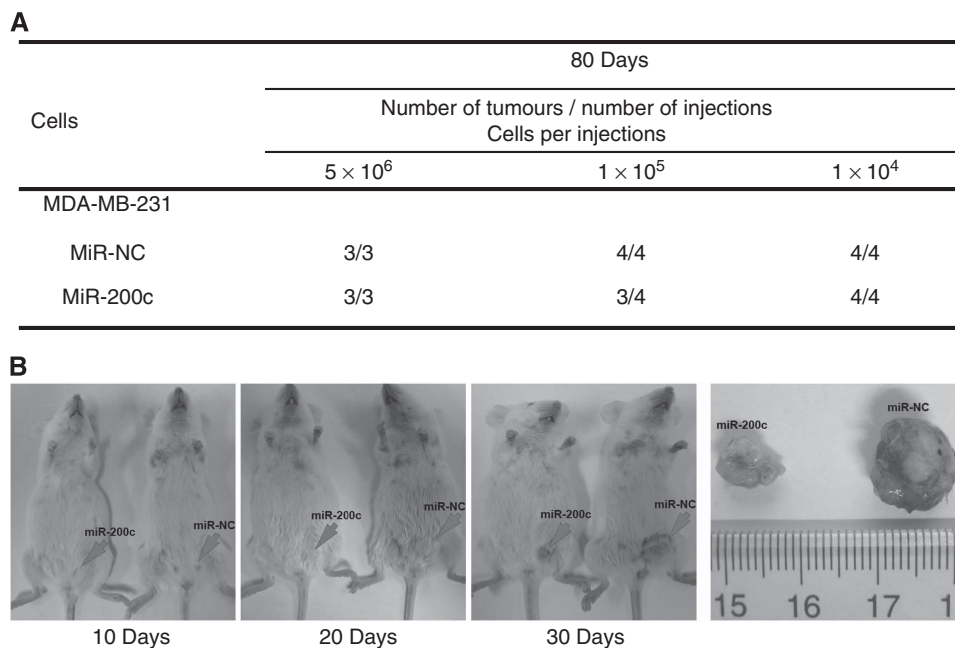 A
80 Days
Cells
Number of tumours / number of injections
Cells per injections
5 × 10⁶ 1 × 10⁵ 1 × 10⁴
MDA-MB-231
MiR-NC 3/3 4/4 4/4
MiR-200c 3/3 3/4 4/4
B
miR-200c miR-NC
miR-200c miR-NC
miR-200c miR-NC
miR-200c miR-NC
15 16 17 1
10 Days 20 Days 30 Days